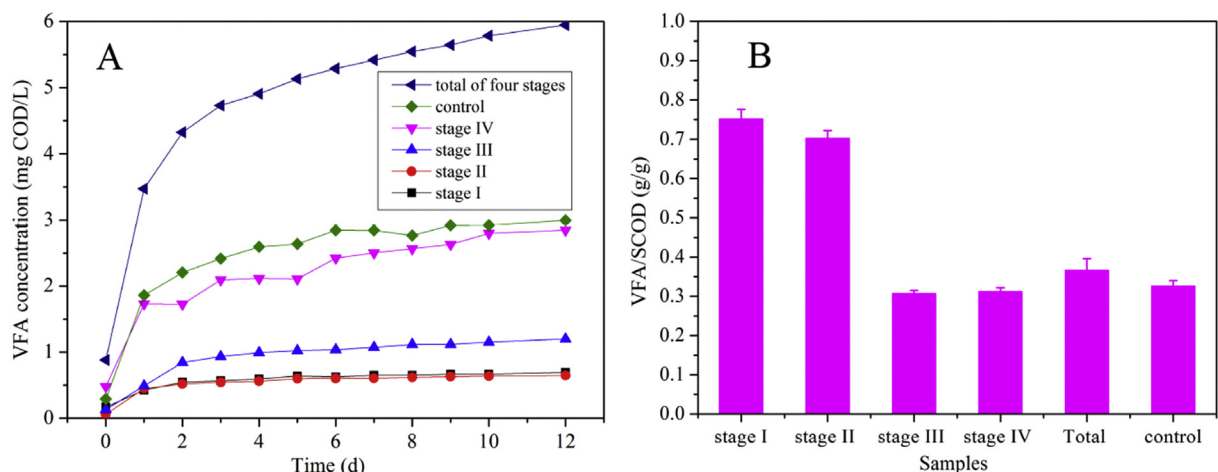 A
VFA concentration (mg COD/L)
6
5
4
3
2
1
0
total of four stages
control
stage IV
stage III
stage II
stage I
0 2 4 6 8 10 12
Time (d)
B
VFA/SCOD (g/g)
1.0
0.9
0.8
0.7
0.6
0.5
0.4
0.3
0.2
0.1
0.0
stage I stage II stage III stage IV Total control
Samples